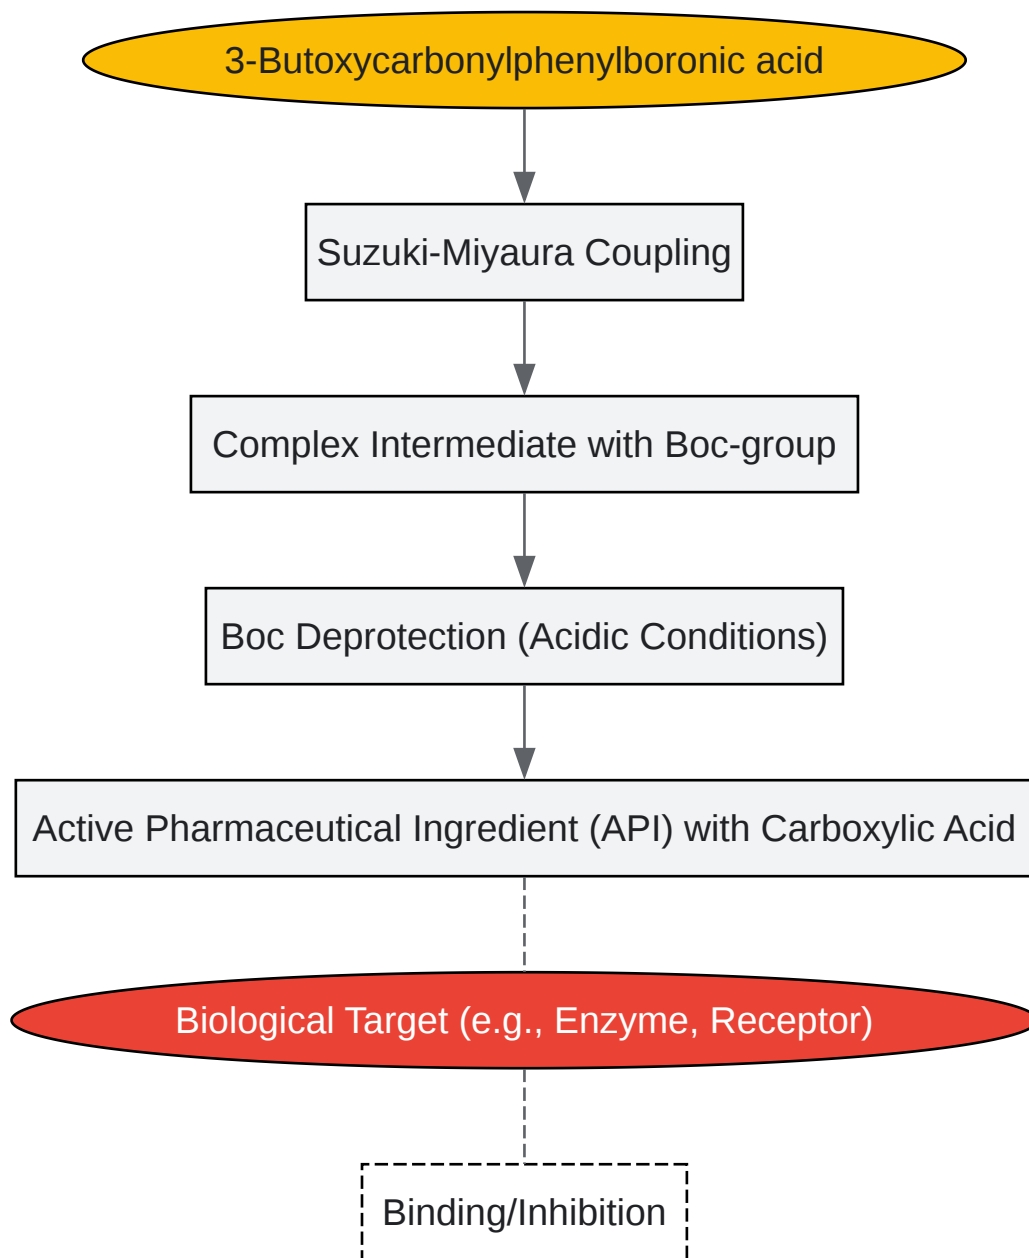 3-Butoxycarbonylphenylboronic acid
Suzuki-Miyaura Coupling
Complex Intermediate with Boc-group
Boc Deprotection (Acidic Conditions)
Active Pharmaceutical Ingredient (API) with Carboxylic Acid
Biological Target (e.g., Enzyme, Receptor)
Binding/Inhibition